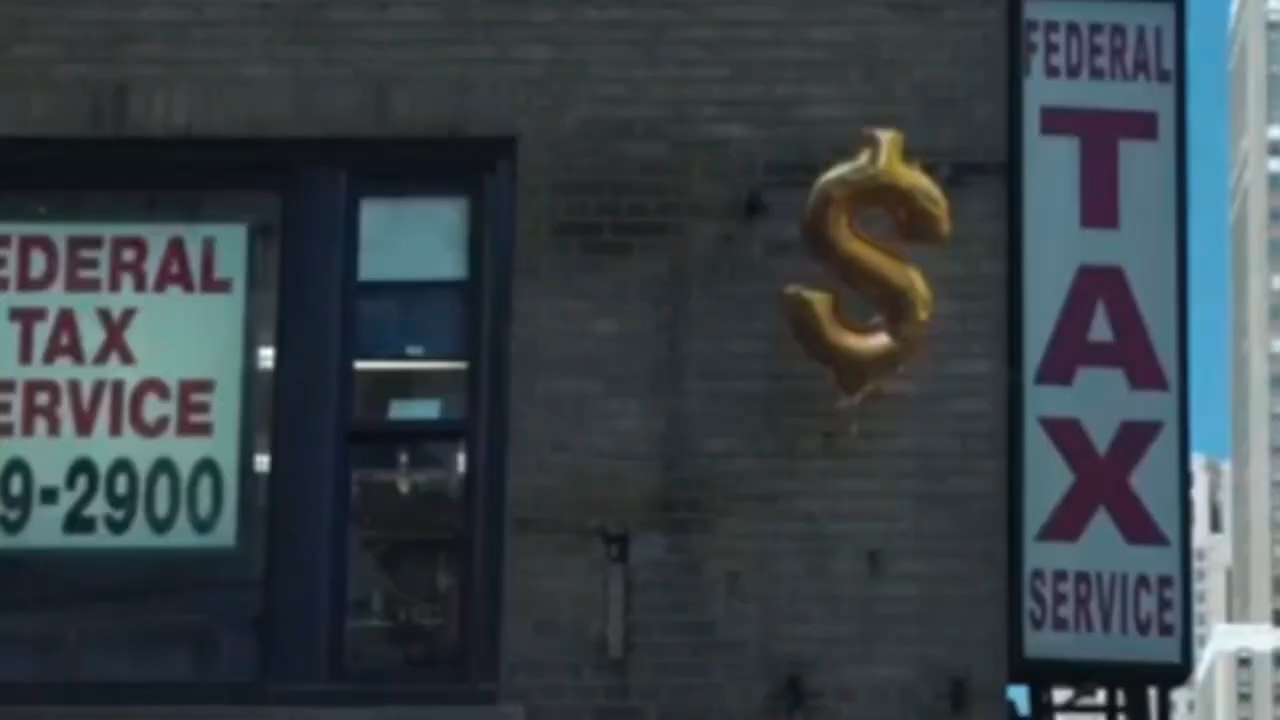 EDERAL
TAX
ERVICE
9-2900
$
FEDERAL
TAX
SERVICE